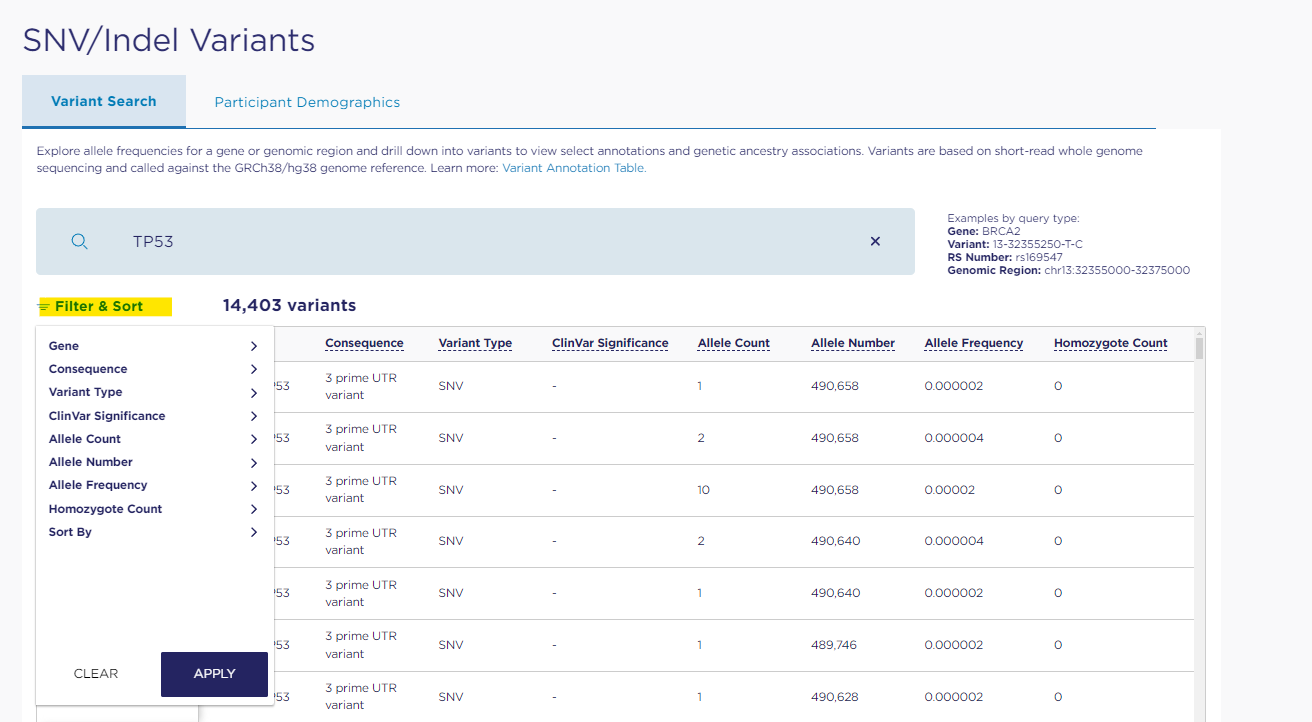 SNV/Indel Variants
Variant Search
Participant Demographics
Explore allele frequencies for a gene or genomic region and drill down into variants to view select annotations and genetic ancestry associations. Variants are based on short-read whole genome
sequencing and called against the GRCh38/hg38 genome reference. Learn more: Variant Annotation Table.
TP53
Examples by query type:
Gene: BRCA2
Variant: 13-32355250-T-C
RS Number: rs169547
Genomic Region: chr13:32355000-32375000
Filter & Sort
14,403 variants
Gene
Consequence
Variant Type
ClinVar Significance
Allele Count
Allele Number
Allele Frequency
Homozygote Count
Sort By
CLEAR
APPLY
Consequence Variant Type ClinVar Significance Allele Count Allele Number Allele Frequency Homozygote Count
53 3 prime UTR variant SNV - 1 490,658 0.000002 0
53 3 prime UTR variant SNV - 2 490,658 0.000004 0
53 3 prime UTR variant SNV - 10 490,658 0.00002 0
53 3 prime UTR variant SNV - 2 490,640 0.000004 0
53 3 prime UTR variant SNV - 1 490,640 0.000002 0
53 3 prime UTR variant SNV - 1 489,746 0.000002 0
53 3 prime UTR variant SNV - 1 490,628 0.000002 0